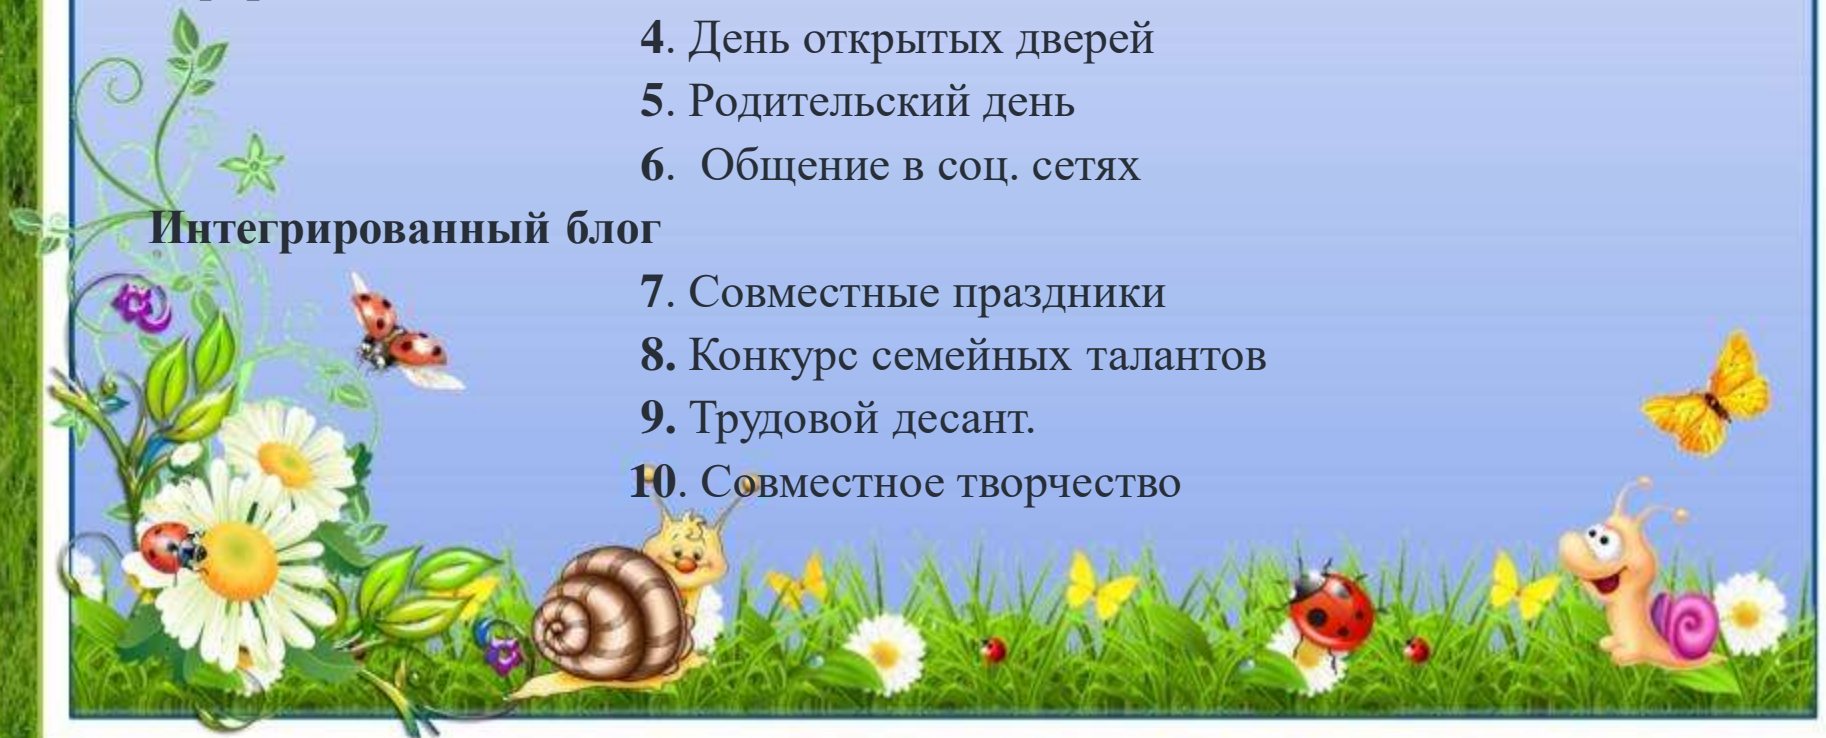 4. День открытых дверей
5. Родительский день
6. Общение в соц. сетях
Интегрированный блог
7. Совместные праздники
8. Конкурс семейных талантов
9. Трудовой десант.
10. Совместное творчество